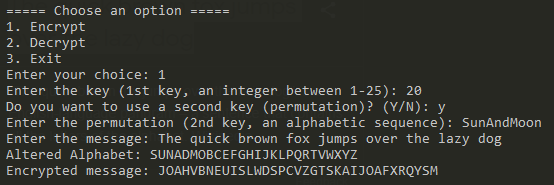 ===== Choose an option =====
1. Encrypt
2. Decrypt
3. Exit
Enter your choice: 1
Enter the key (1st key, an integer between 1-25): 20
Do you want to use a second key (permutation)? (Y/N): y
Enter the permutation (2nd key, an alphabetic sequence): SunAndMoon
Enter the message: The quick brown fox jumps over the lazy dog
Altered Alphabet: SUNADMOBCEFGHIJKLPQRTVWXYZ
Encrypted message: JOAHVBNEUISLWDSPCVZGTSKAIJOAFXRQYSM